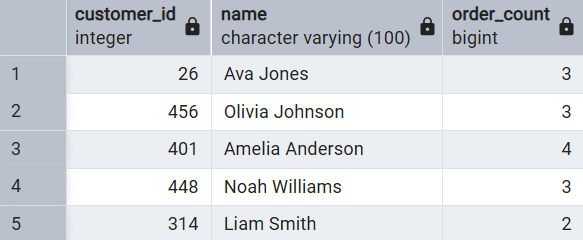 customer_id name order_count
integer character varying (100) bigint
1 26 Ava Jones 3
2 456 Olivia Johnson 3
3 401 Amelia Anderson 4
4 448 Noah Williams 3
5 314 Liam Smith 2